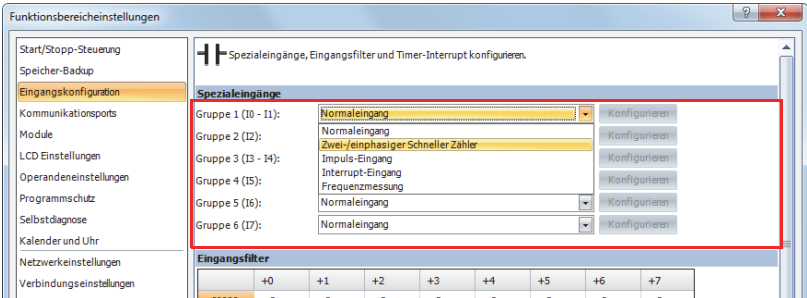 Funktionsbereicheinstellungen
Start/Stopp-Steuerung
Speicher-Backup
Eingangskonfiguration
Kommunikationsports
Module
LCD Einstellungen
Operandeneinstellungen
Programmschutz
Selbstdiagnose
Kalender und Uhr
Netzwerkeinstellungen
Verbindungseinstellungen
Spezialeingänge, Eingangsfilter und Timer-Interrupt konfigurieren.
Spezialeingänge
Gruppe 1 (I0 - I1): Normaleingang Konfigurieren
Normaleingang
Zwei-/einphasiger Schneller Zähler
Impuls-Eingang
Interrupt-Eingang
Frequenzmessung
Gruppe 2 (I2): Konfigurieren
Gruppe 3 (I3 - I4): Konfigurieren
Gruppe 4 (I5): Konfigurieren
Gruppe 5 (I6): Normaleingang Konfigurieren
Gruppe 6 (I7): Normaleingang Konfigurieren
Eingangsfilter
+0 +1 +2 +3 +4 +5 +6 +7